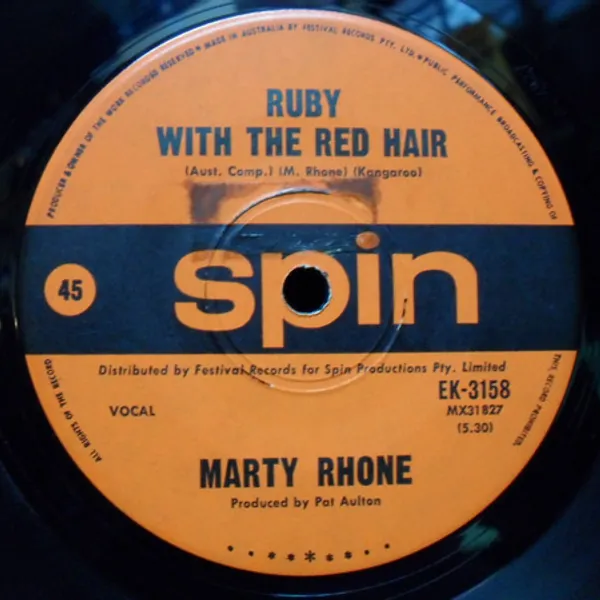 PRODUCER & OWNER OF THE WORK RECORDED RESERVED ★ MADE IN AUSTRALIA BY FESTIVAL RECORDS PTY. LTD. ★ PUBLIC PERFORMANCE BROADCASTING & COPYING OF
RUBY
WITH THE RED HAIR
(Aust. Comp.) (M. Rhone) (Kangaroo)
45
spin
Distributed by Festival Records for Spin Productions Pty. Limited
VOCAL
EK-3158
MX31827
(5.30)
ALL RIGHTS OF THE RECORD
THIS RECORD PROHIBITED.
MARTY RHONE
Produced by Pat Aulton